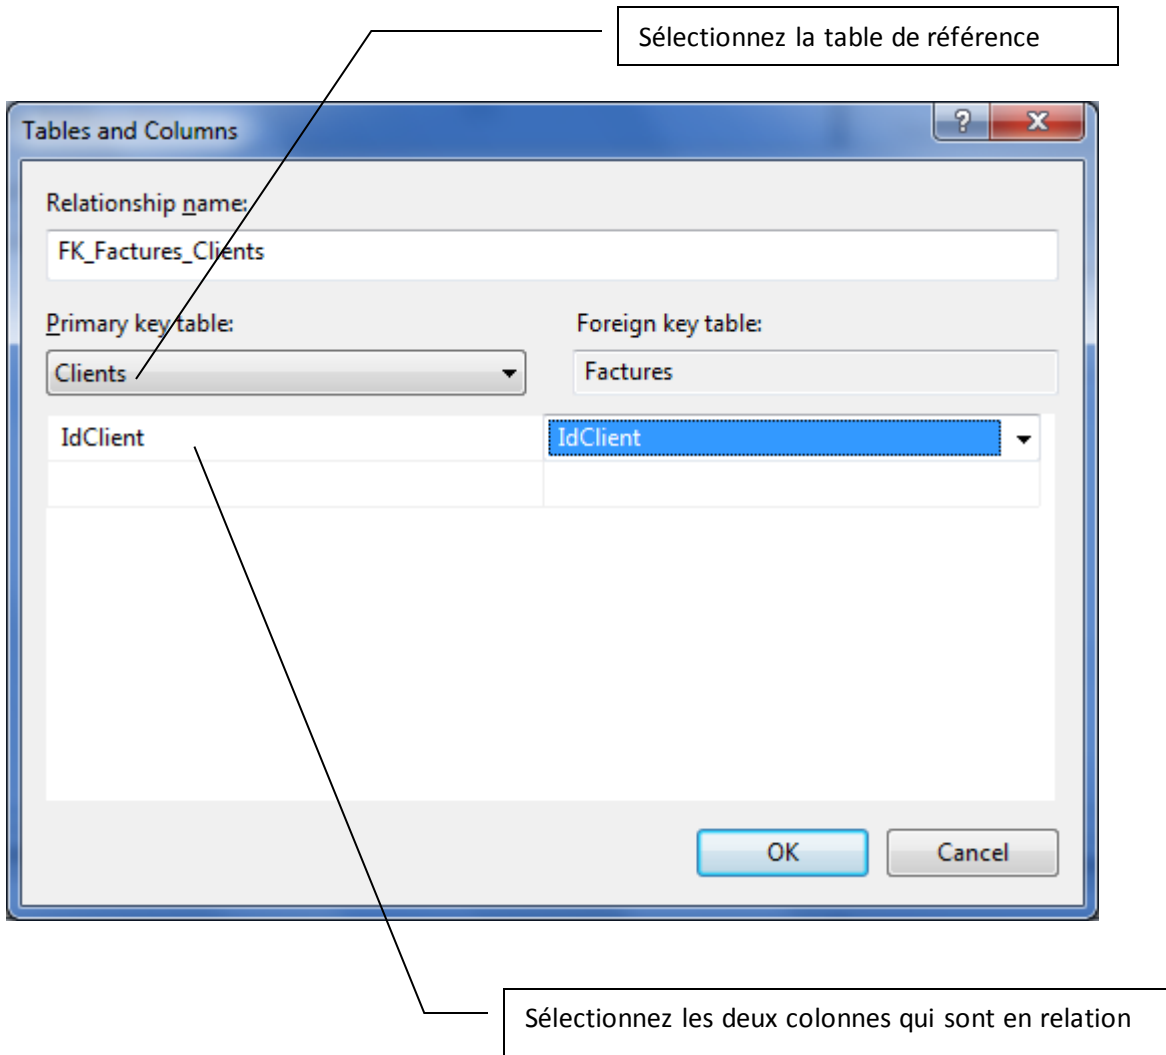 Sélectionnez la table de référence
Tables and Columns
Relationship name:
FK_Factures_Clients
Primary key table:
Foreign key table:
Clients
Factures
IdClient
IdClient
OK
Cancel
Sélectionnez les deux colonnes qui sont en relation